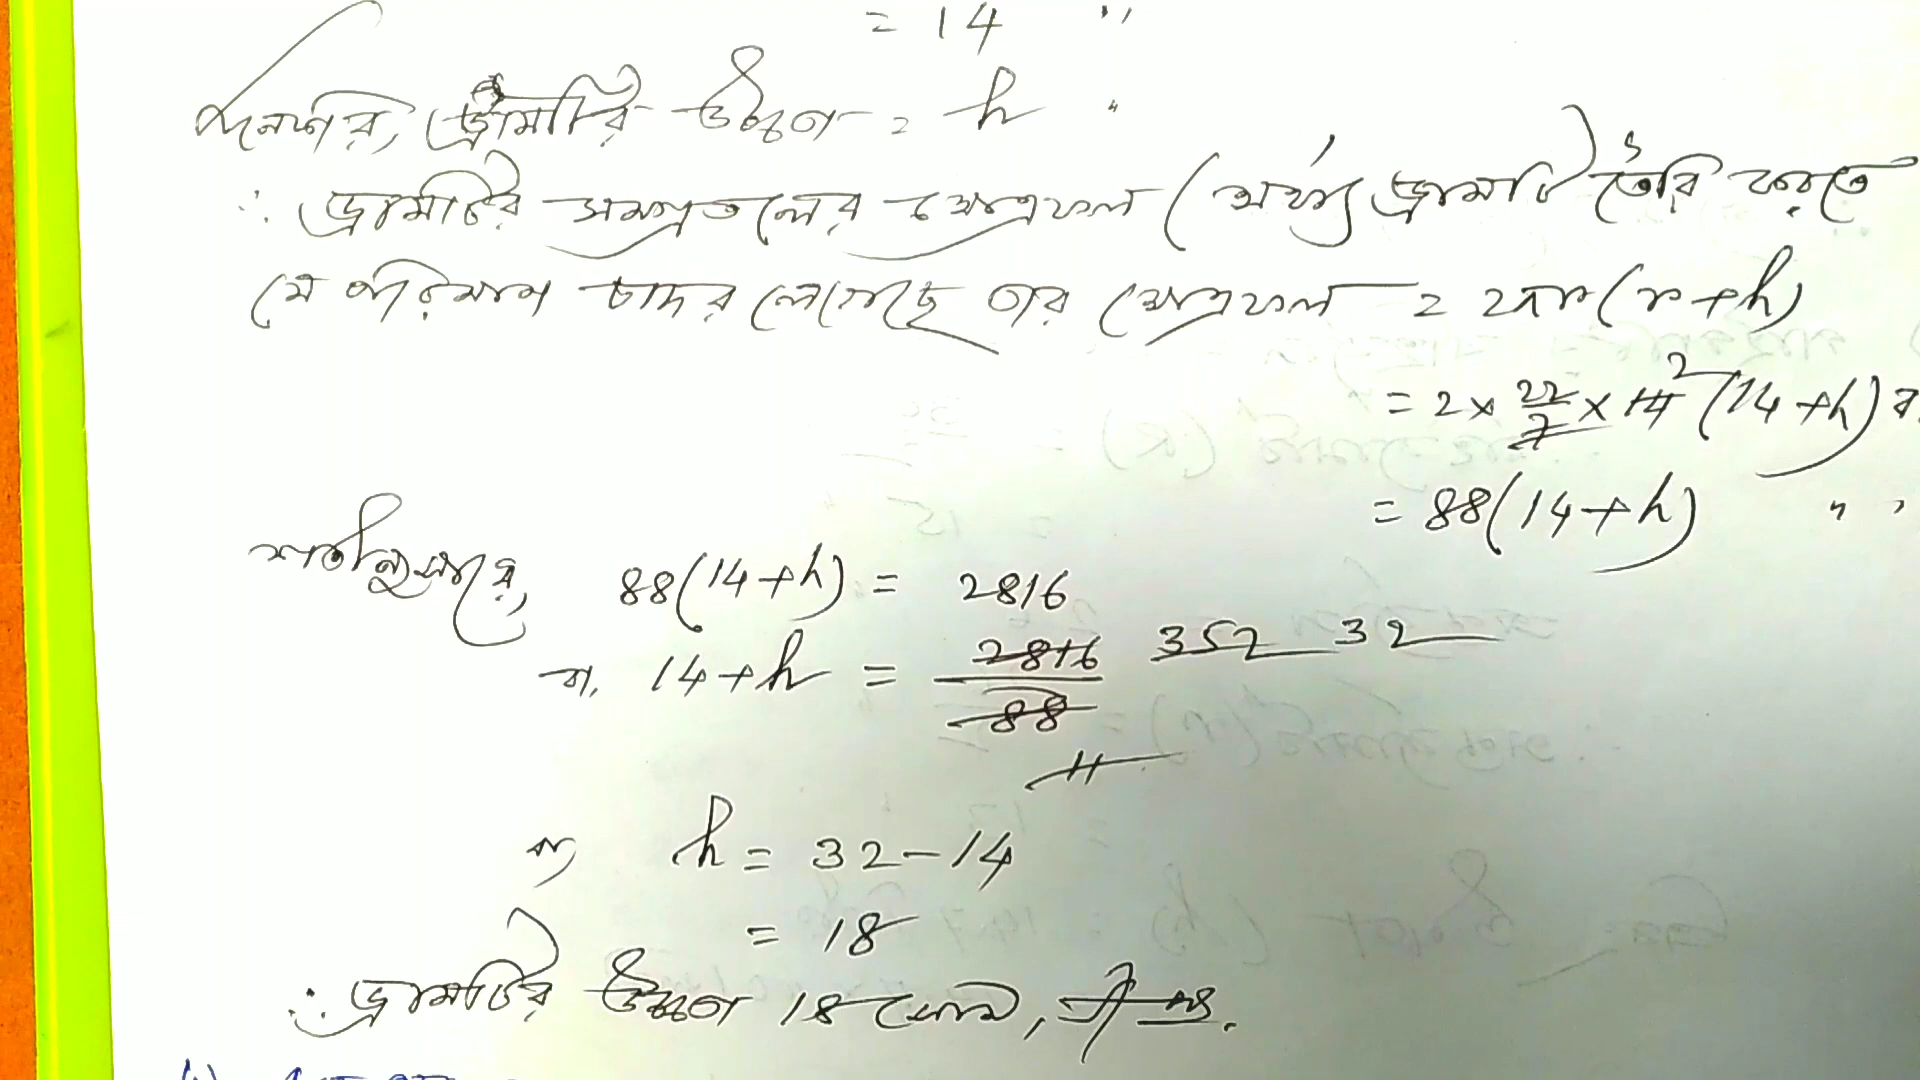 = 14 "
মনেকরি, ড্রামটির উচ্চতা = h "
∴ ড্রামটির সমগ্রতলের ক্ষেত্রফল (অর্থাৎ ড্রামটি তৈরি করতে
যে পরিমাণ চাদর লেগেছে তার ক্ষেত্রফল = 2πr(r+h)
= 2 × 22/7 × 14 2 (14+h) ব
= 88(14+h) " "
শর্তানুসারে, 88(14+h) = 2816
বা, 14+h = 2816/88 352 32
11
বা, h = 32-14
= 18
∴ ড্রামটির উচ্চতা 18 সেমি,